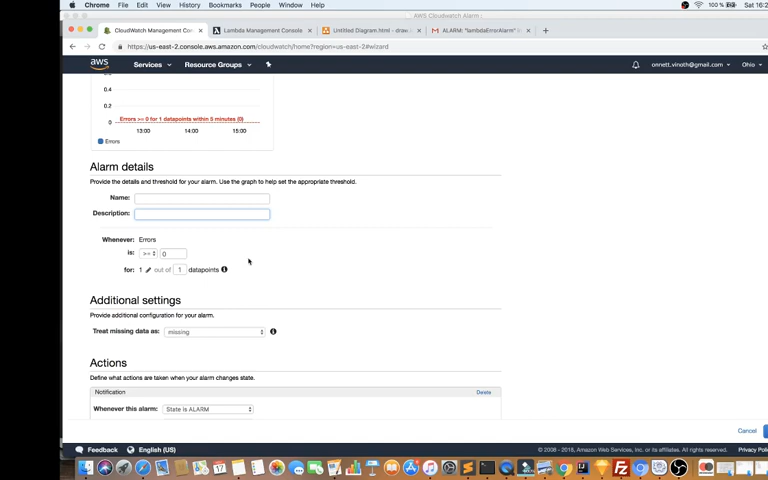 Chrome File Edit View History Bookmarks People Window Help
100 %
AWS Cloudwatch Alarm
CloudWatch Management Con
Lambda Management Console
Untitled Diagram.html - draw.
ALARM: "lambdaErrorAlarm" i
https://us-east-2.console.aws.amazon.com/cloudwatch/home?region=us-east-2#wizard
aws Services Resource Groups onnett.vinoth@gmail.com Ohio
0.4
0.2
Errors >= 0 for 1 datapoints within 5 minutes (0)
0
13:00 14:00 15:00
Errors
Alarm details
Provide the details and threshold for your alarm. Use the graph to help set the appropriate threshold.
Name:
Description:
Whenever: Errors
is: >= 0
for: 1 out of 1 datapoints
Additional settings
Provide additional configuration for your alarm.
Treat missing data as: missing
Actions
Define what actions are taken when your alarm changes state.
Notification Delete
Whenever this alarm: State is ALARM
Cancel
Feedback English (US) © 2008 - 2018, Amazon Web Services, Inc. or its affiliates. All rights reserved. Privacy Poli